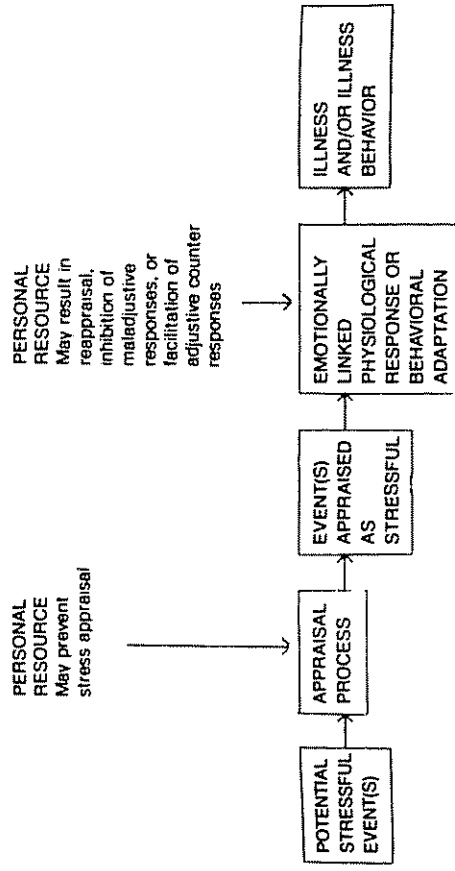 PERSONAL
RESOURCE
May prevent
stress appraisal
PERSONAL
RESOURCE
May result in
reappraisal,
inhibition of
maladjustive
responses, or
facilitation of
adjustive counter
responses
POTENTIAL
STRESSFUL
EVENT(S)
APPRAISAL
PROCESS
EVENT(S)
APPRAISED
AS
STRESSFUL
EMOTIONALLY
LINKED
PHYSIOLOGICAL
RESPONSE OR
BEHAVIORAL
ADAPTATION
ILLNESS
AND/OR ILLNESS
BEHAVIOR